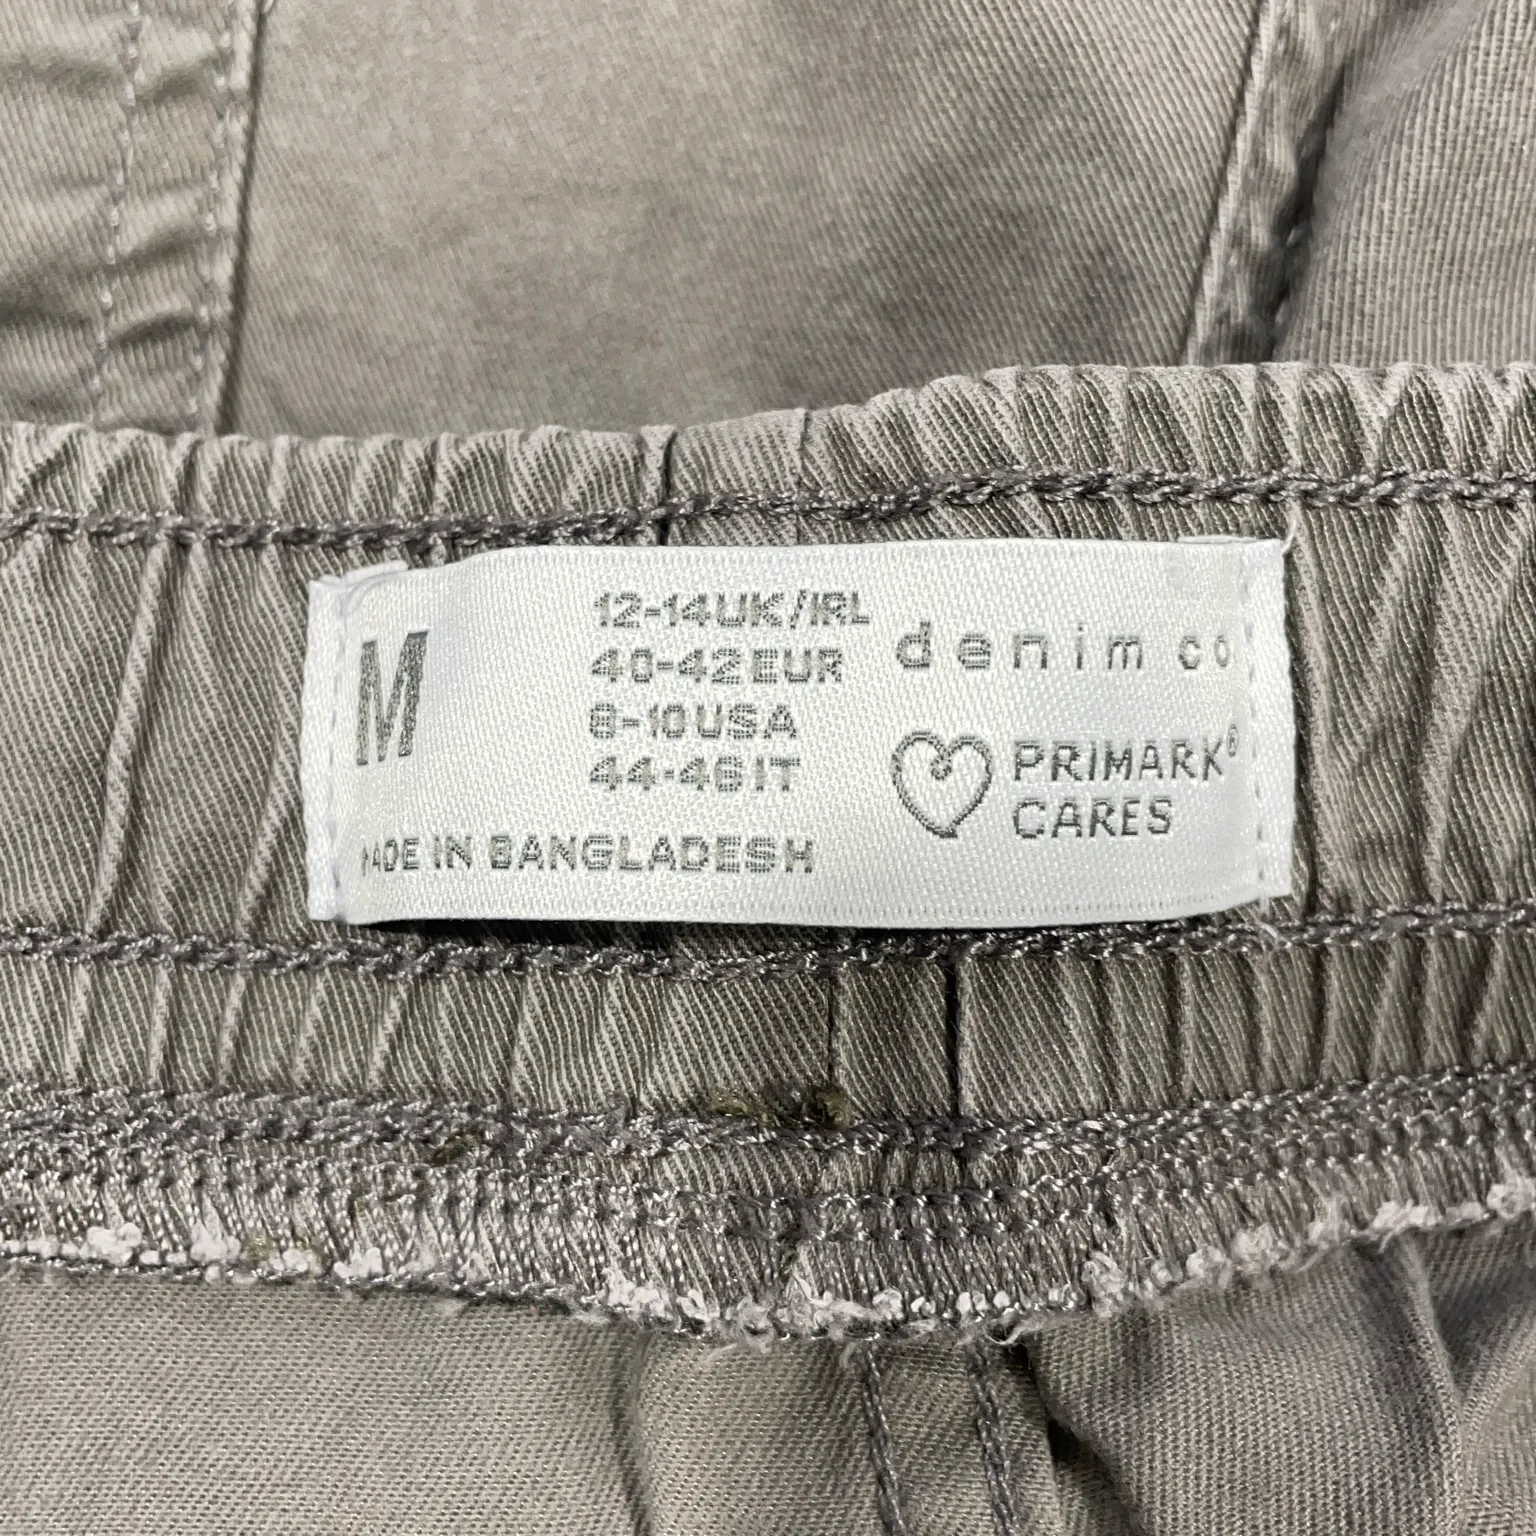 M
12-14UK/IRL
40-42EUR
8-10USA
44-46IT
MADE IN BANGLADESH
denim co
PRIMARK®
CARES